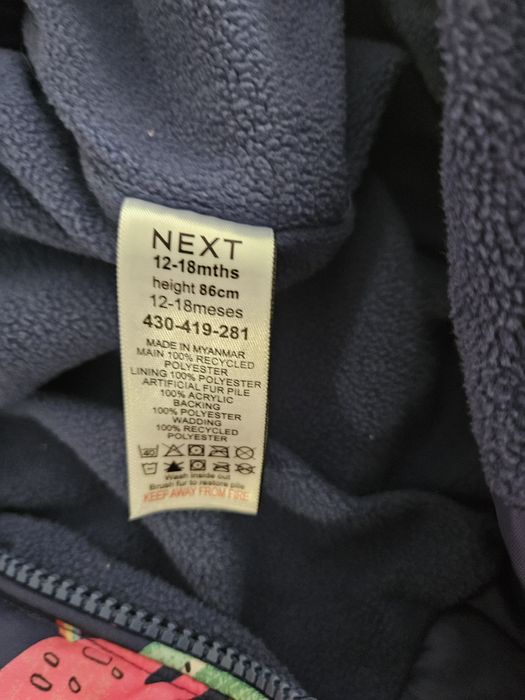 NEXT
12-18mths
height 86cm
12-18meses
430-419-281
MADE IN MYANMAR
MAIN 100% RECYCLED
POLYESTER
LINING 100% POLYESTER
ARTIFICIAL FUR PILE
100% ACRYLIC
BACKING
100% POLYESTER
WADDING
100% RECYCLED
POLYESTER
40
Wash inside out
Brush fur to restore pile
KEEP AWAY FROM FIRE